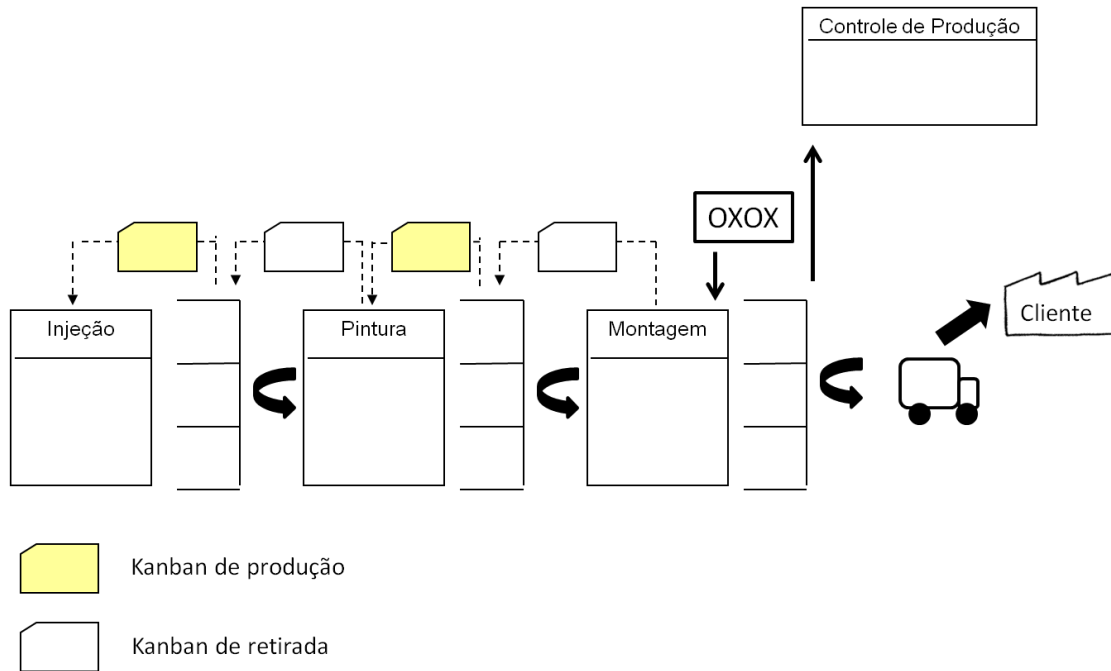 Controle de Produção
OXOX
Injeção
Pintura
Montagem
Cliente
Kanban de produção
Kanban de retirada